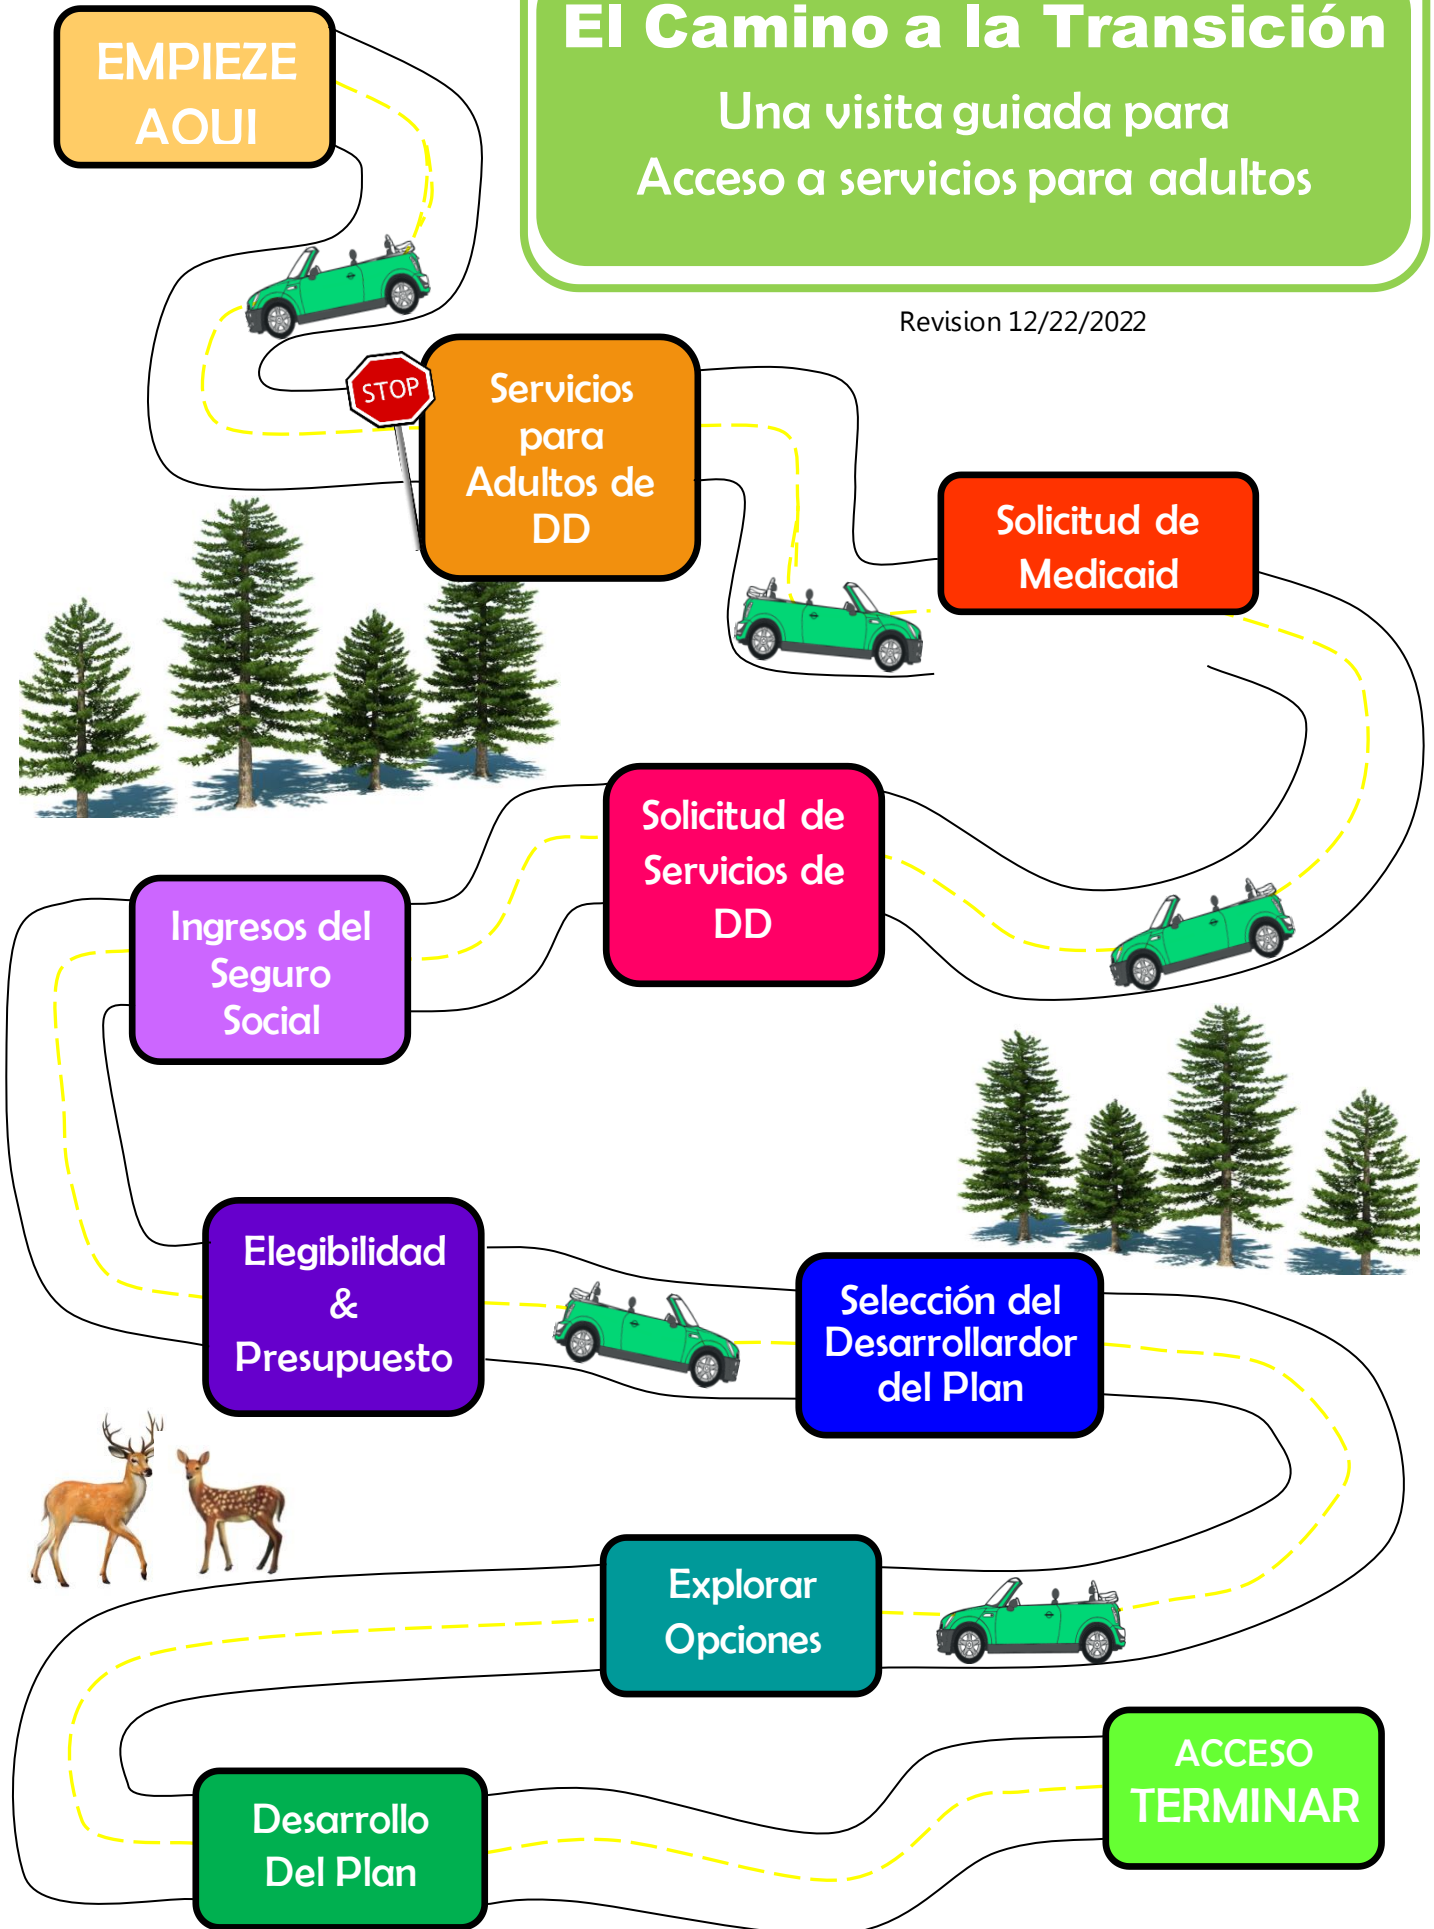 El Camino a la Transición
Una visita guiada para
Acceso a servicios para adultos
Revision 12/22/2022
EMPIEZE
AQUI
STOP
Servicios
para
Adultos de
DD
Solicitud de
Medicaid
Solicitud de
Servicios de
DD
Ingresos del
Seguro
Social
Elegibilidad
&
Presupuesto
Selección del
Desarrollardor
del Plan
Explorar
Opciones
Desarrollo
Del Plan
ACCESO
TERMINAR